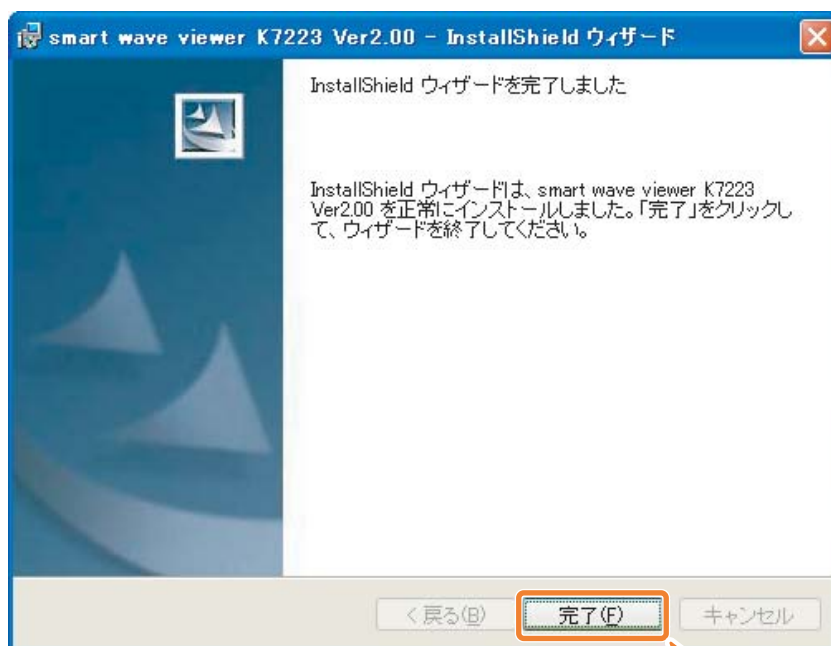 smart wave viewer K7223 Ver2.00 - InstallShield ウィザード
InstallShield ウィザードを完了しました
InstallShield ウィザードは、smart wave viewer K7223
Ver2.00 を正常にインストールしました。「完了」をクリックし
て、ウィザードを終了してください。
< 戻る(B)
完了(F)
キャンセル